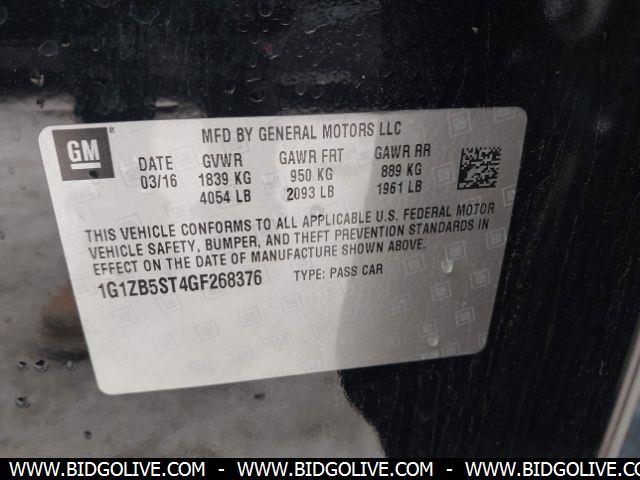 GM ® MFD BY GENERAL MOTORS LLC
DATE GVWR GAWR FRT GAWR RR
03/16 1839 KG 950 KG 889 KG
4054 LB 2093 LB 1961 LB
THIS VEHICLE CONFORMS TO ALL APPLICABLE U.S. FEDERAL MOTOR
VEHICLE SAFETY, BUMPER, AND THEFT PREVENTION STANDARDS IN
EFFECT ON THE DATE OF MANUFACTURE SHOWN ABOVE.
1G1ZB5ST4GF268376 TYPE: PASS CAR
WWW.BIDGOLIVE.COM - WWW.BIDGOLIVE.COM - WWW.BIDGOLIVE.COM